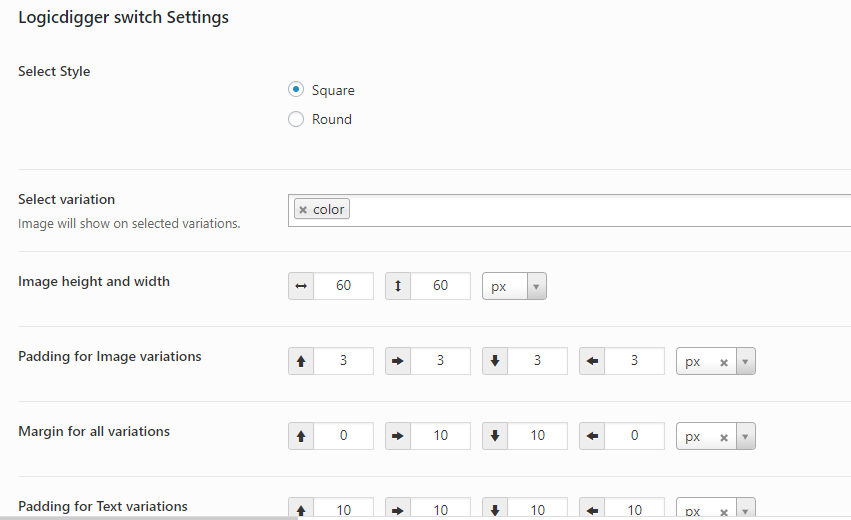 Logicdigger switch Settings
Select Style
Square
Round
Select variation
Image will show on selected variations.
× color
Image height and width
60 60 px
Padding for Image variations
3 3 3 3 px ×
Margin for all variations
0 10 10 0 px ×
Padding for Text variations
10 10 10 10 px ×